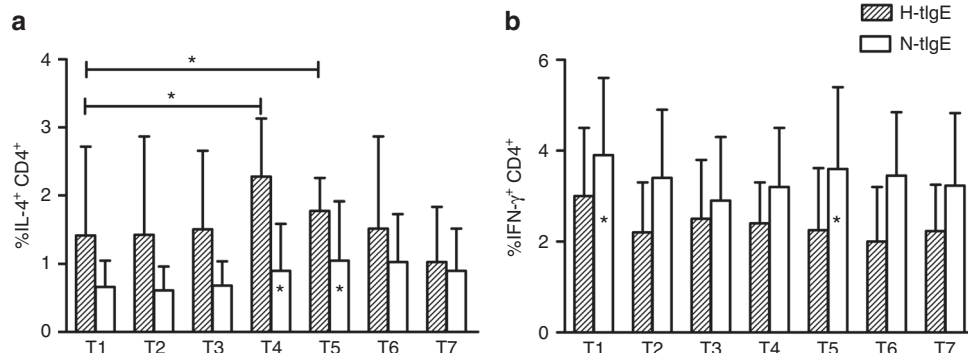 a
b
H-tIgE
N-tIgE
%IL-4⁺ CD4⁺
4
3
2
1
0
*
*
*
*
T1 T2 T3 T4 T5 T6 T7
%IFN-γ⁺ CD4⁺
6
4
2
0
*
*
T1 T2 T3 T4 T5 T6 T7